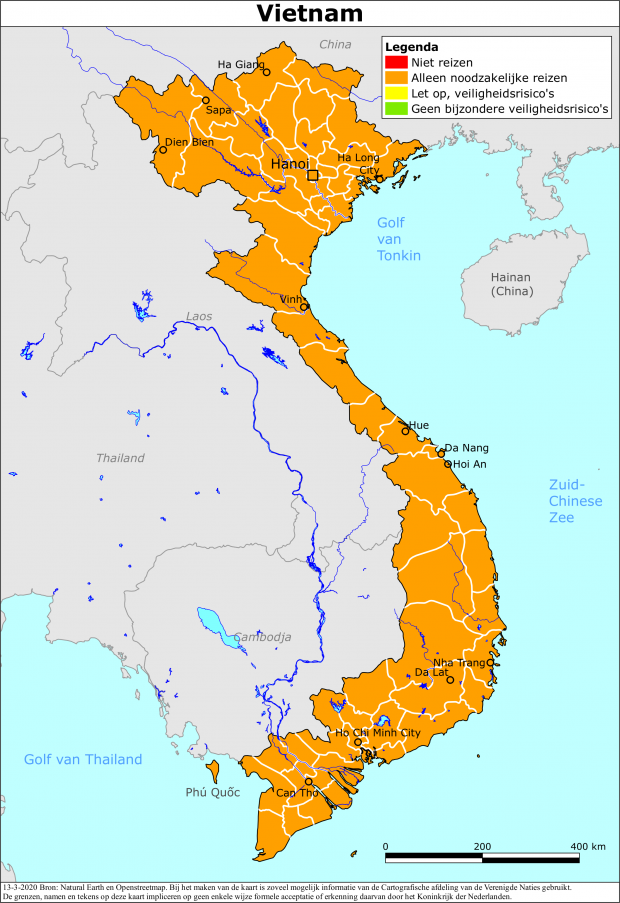 Vietnam
China
Legenda
Niet reizen
Alleen noodzakelijke reizen
Let op, veiligheidsrisico's
Geen bijzondere veiligheidsrisico's
Ha Giang
Sapa
Dien Bien
Hanoi
Ha Long
City
Golf
van
Tonkin
Hainan
(China)
Vinh
Laos
Hue
Da Nang
Hoi An
Thailand
Zuid-
Chinese
Zee
Cambodja
Nha Trang
Da Lat
Ho Chi Minh City
Golf van Thailand
Phú Quốc
Can Tho
0 200 400 km
13-3-2020 Bron: Natural Earth en Openstreetmap. Bij het maken van de kaart is zoveel mogelijk informatie van de Cartografische afdeling van de Verenigde Naties gebruikt.
De grenzen, namen en tekens op deze kaart impliceren op geen enkele wijze formele acceptatie of erkenning daarvan door het Koninkrijk der Nederlanden.